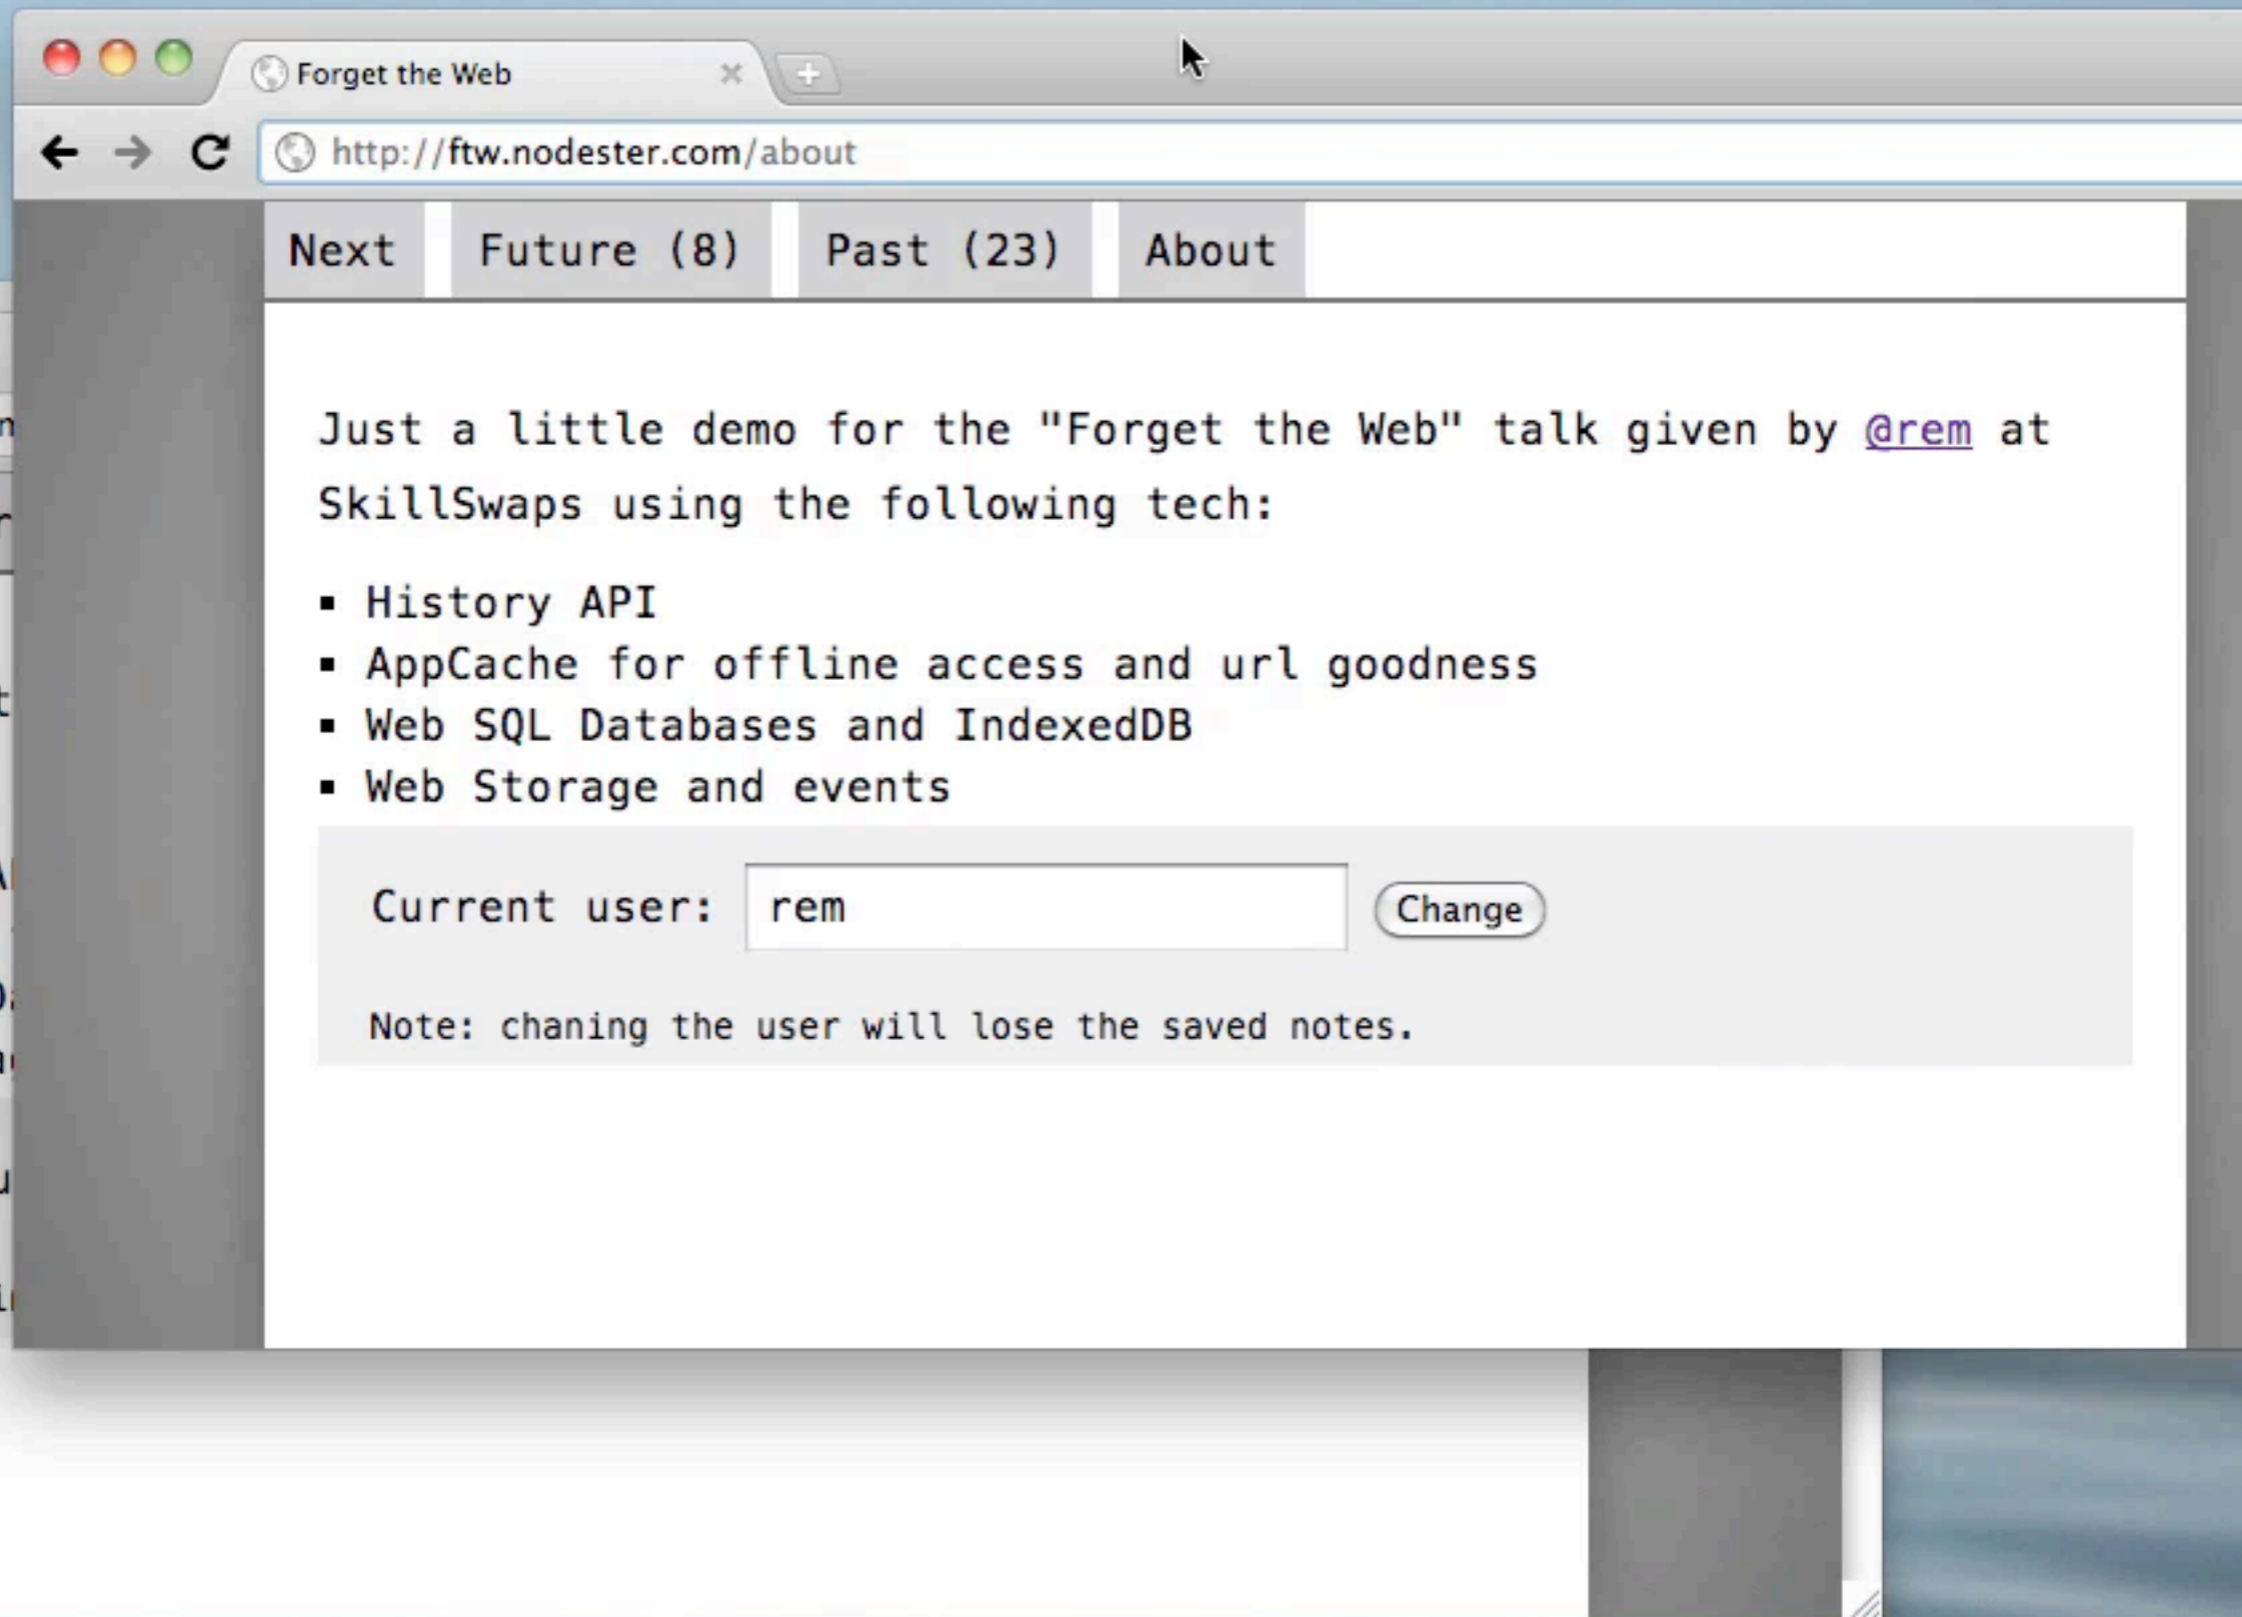 Forget the Web
http://ftw.nodester.com/about
Next Future (8) Past (23) About
Just a little demo for the "Forget the Web" talk given by @rem at
SkillSwaps using the following tech:
▪ History API
▪ AppCache for offline access and url goodness
▪ Web SQL Databases and IndexedDB
▪ Web Storage and events
Current user: rem Change
Note: chaning the user will lose the saved notes.